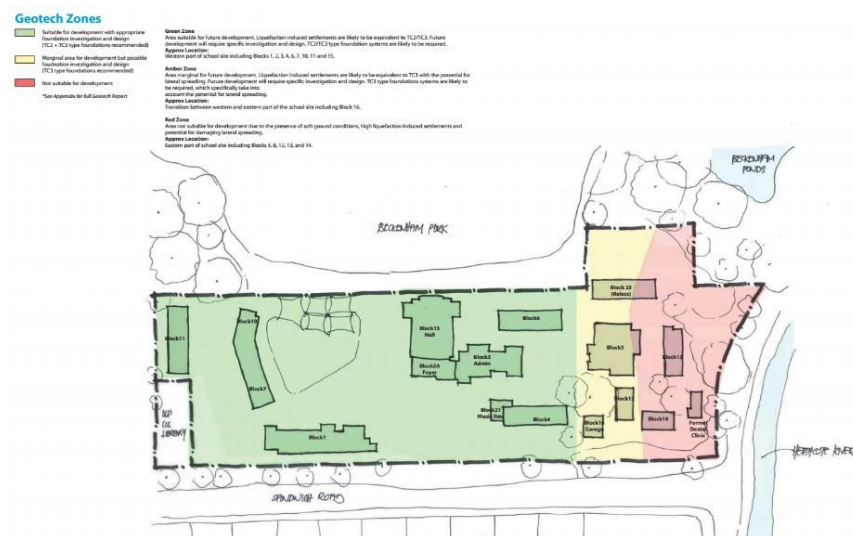 Geotech Zones
Suitable for development with appropriate
foundation investigation and design
(TC2 + TC3 type foundations recommended)
Marginal area for development but possible
foudnation investigation and design
(TC3 type foundations recommended)
Not suitable for development
*See Appendix for full Geotech Report
Green Zone
Area suitable for future development. Liquefaction induced settlements are likely to be equivalent to TC2/TC3. Future
development will require specific investigation and design. TC2/TC3 type foundation systems are likely to be required.
Approx Location:
Western part of school site including Blocks 1, 2, 3, 4, 6, 7, 10, 11 and 15.
Amber Zone
Area marginal for future development. Liquefaction induced settlements are likely to be equivalent to TC3 with the potential for
lateral spreading. Future development will require specific investigation and design. TC3 type foundation systems are likely to
be required, which specifically take into
account the potential for lateral spreading.
Approx Location:
Transition between western and eastern part of the school site including Block 16.
Red Zone
Area not suitable for development due to the presence of soft ground conditions, high liquefaction induced settlements and
potential for damaging lateral spreading.
Approx Location:
Eastern part of school site including Blocks 5, 8, 12, 13, and 14.
BECKENHAM
PONDS
BECKENHAM PARK
Block 22
(Relocs)
Block11
Block10
Block15
Hall
Block6
Block5
Block13
Block2A
Foyer
Block2
Admin
Block7
Block12
Block21
Music Rm
Block4
Block16
Garage
Block14
Former
Dental
Clinic
LIBRARY
Block1
HEATHCOTE RIVER
SANDWICH ROAD